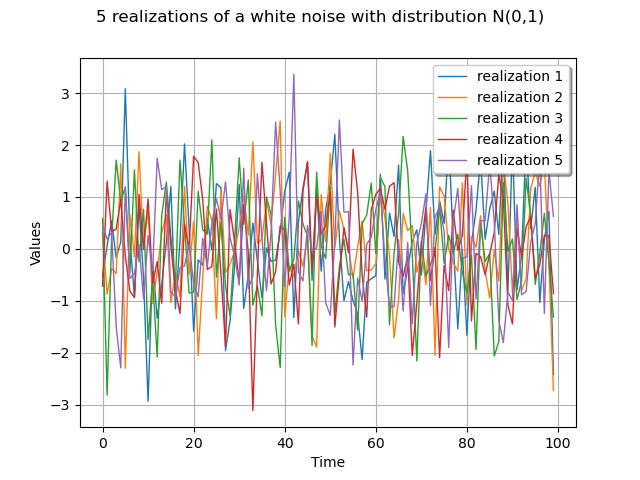 5 realizations of a white noise with distribution N(0,1)
realization 1
realization 2
realization 3
realization 4
realization 5
Values
3
2
1
0
−1
−2
−3
0 20 40 60 80 100
Time